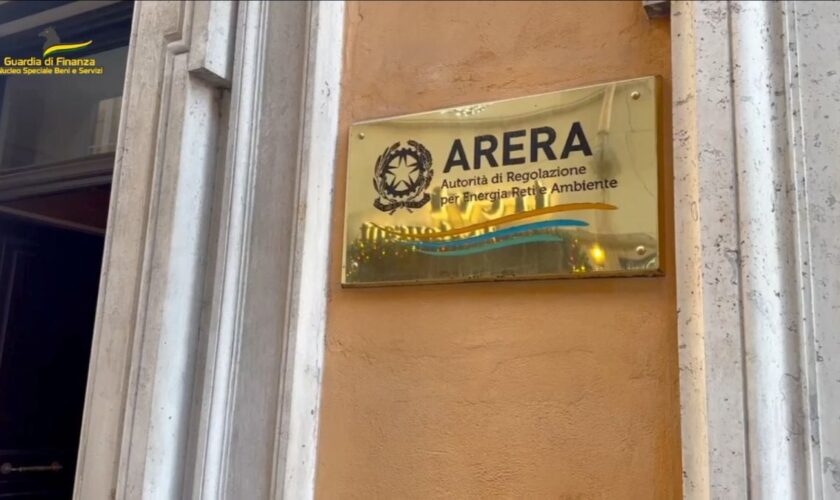 Guardia di Finanza
Nucleo Speciale Beni e Servizi
ARERA
Autorità di Regolazione
per Energia Reti e Ambiente